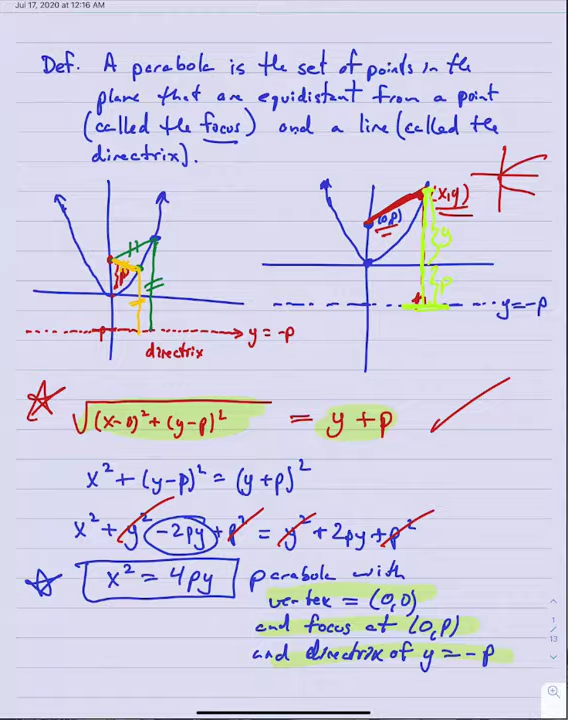 Jul 17, 2020 at 12:16 AM
Def. A parabola is the set of points in the
plane that are equidistant from a point
(called the focus) and a line (called the
directrix).
P
-p
y = -p
directrix
(0,p)
(x,y)
y
p
y = -p
√(x-0)² + (y-p)² = y + p
x² + (y-p)² = (y+p)²
x² + y² - 2py + p² = y² + 2py + p²
x² = 4py
parabola with
vertex = (0,0)
and focus at (0,p)
and directrix of y = -p
1
/
13